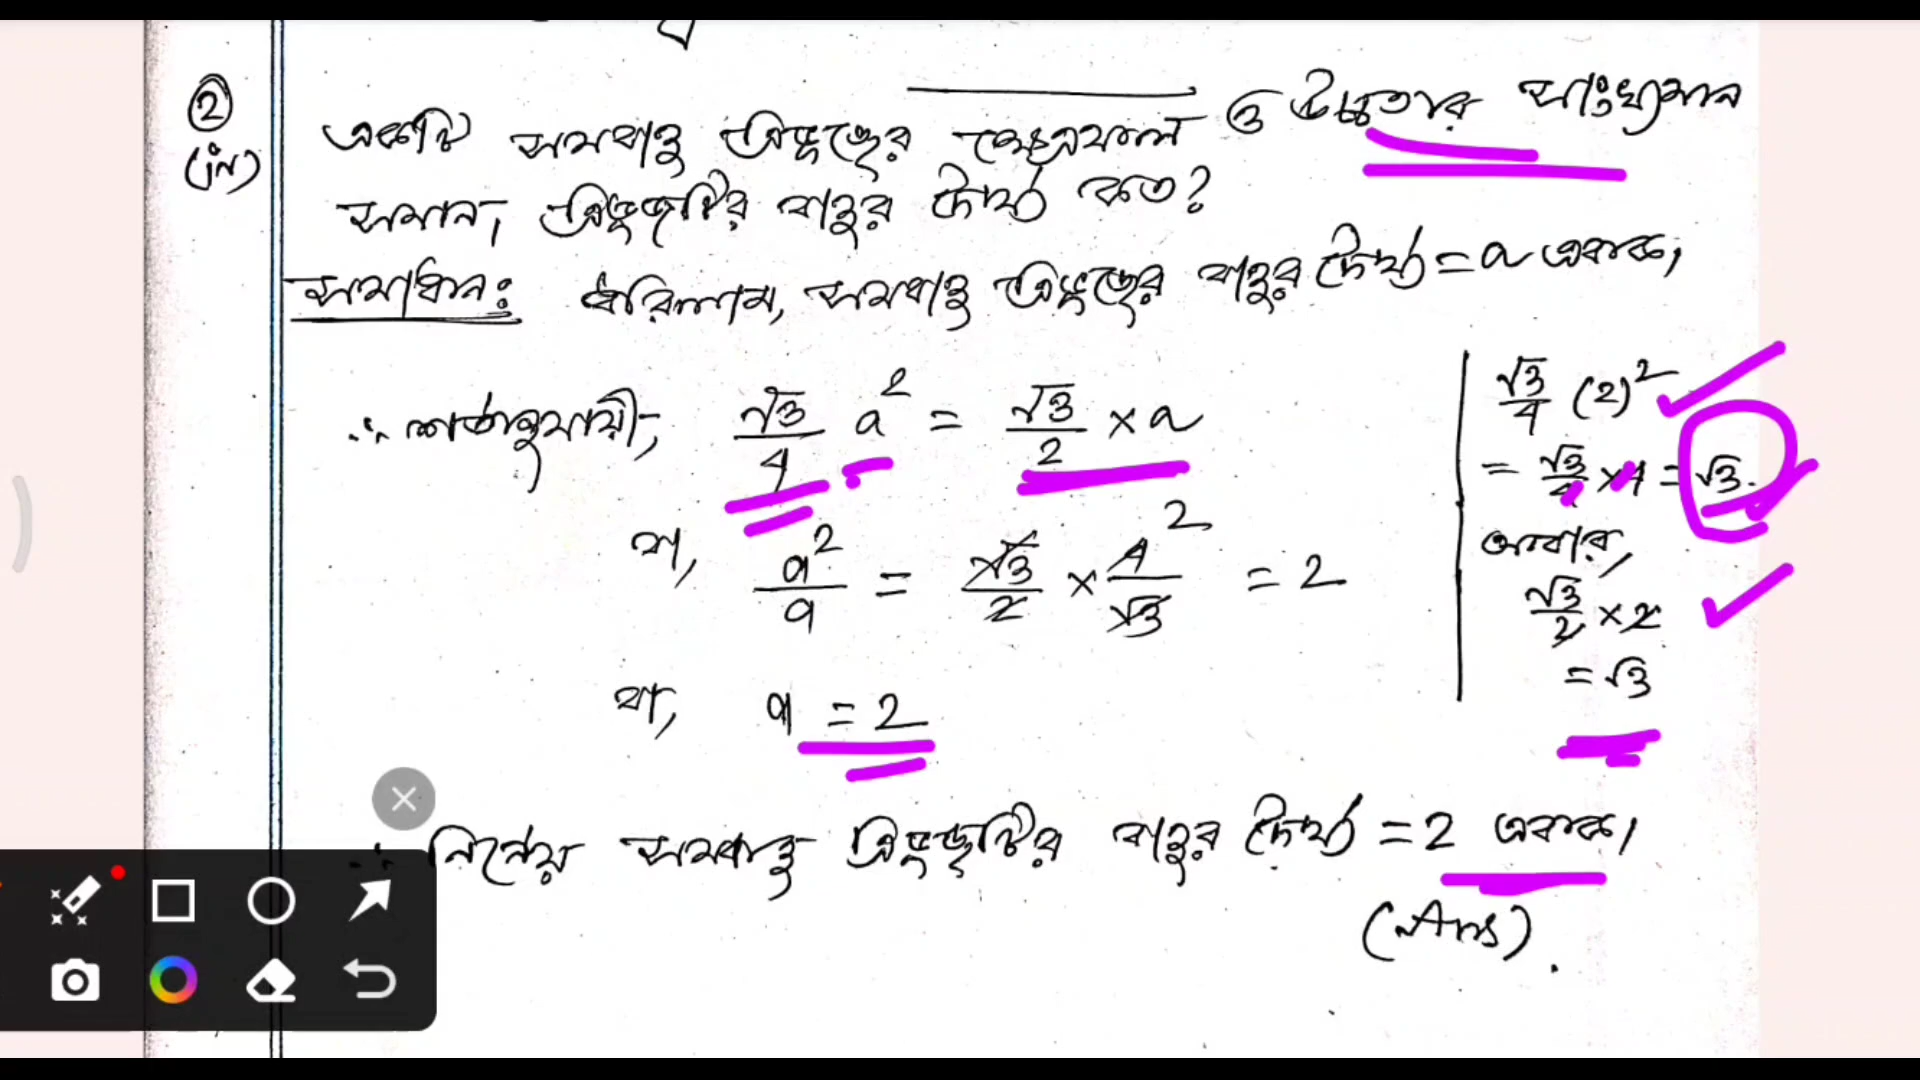 ② একটি সমবাহু ত্রিভুজের ক্ষেত্রফল ও উচ্চতার সাংখ্যমান
(iv) সমান, ত্রিভুজটির বাহুর দৈর্ঘ্য কত?
সমাধান: ধরিলাম, সমবাহু ত্রিভুজের বাহুর দৈর্ঘ্য = a একক।
∴ শর্তানুযায়ী, √3/4 a² = √3/2 × a
বা, a²/a = √3/2 × 4/√3 2 = 2
বা, a = 2
√3/4 (2)²
= √3/4 × 4 = √3.
আবার,
√3/2 × 2
= √3
∴ নির্ণেয় সমবাহু ত্রিভুজটির বাহুর দৈর্ঘ্য = 2 একক।
(Ans).